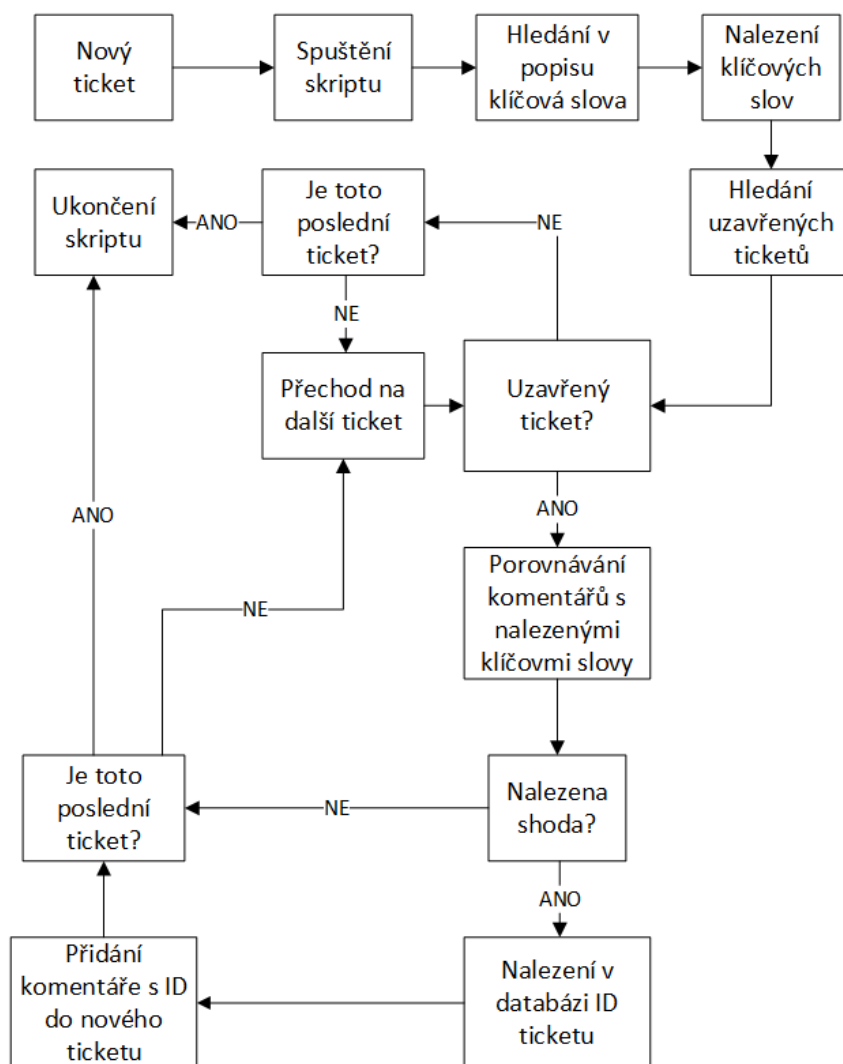 Nový
ticket
Spuštění
skriptu
Hledání v
popisu
klíčová slova
Nalezení
klíčových
slov
Ukončení
skriptu
ANO
Je toto
poslední
ticket?
NE
Hledání
uzavřených
ticketů
NE
Přechod na
další ticket
Uzavřený
ticket?
ANO
ANO
Porovnávání
komentářů s
nalezenými
klíčovmi slovy
NE
Je toto
poslední
ticket?
NE
Nalezena
shoda?
ANO
Přidání
komentáře s ID
do nového
ticketu
Nalezení v
databázi ID
ticketu